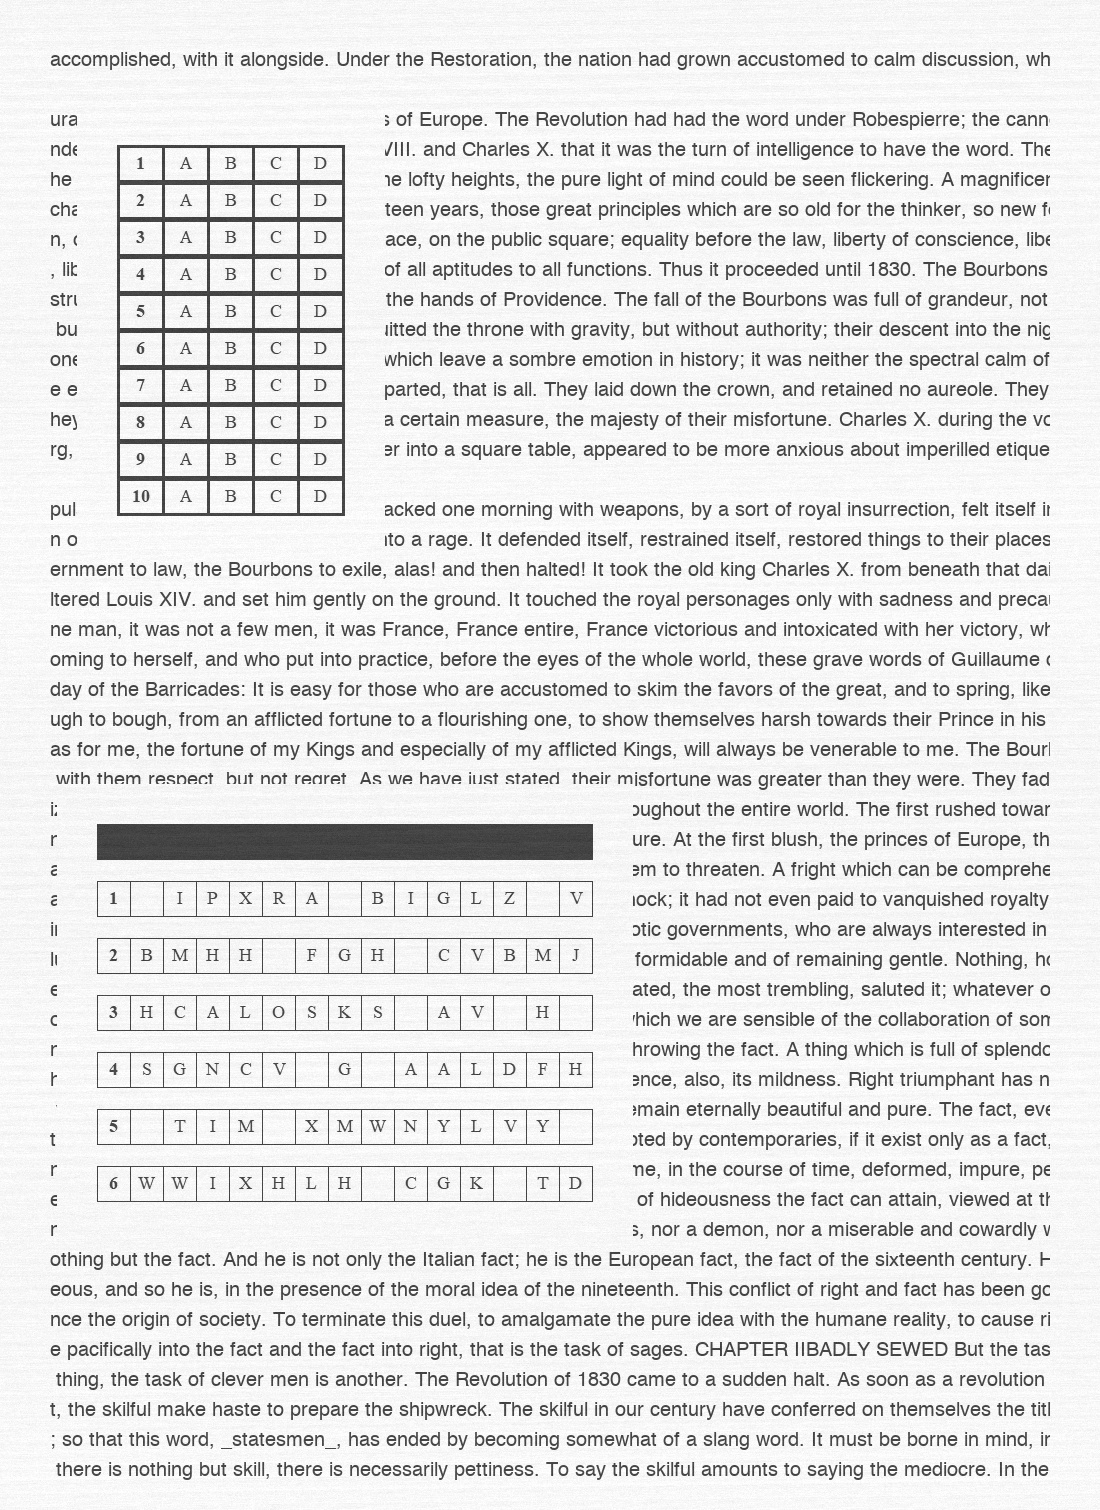 accomplished, with it alongside. Under the Restoration, the nation had grown accustomed to calm discussion, wh
ura s of Europe. The Revolution had had the word under Robespierre; the cann
nde VIII. and Charles X. that it was the turn of intelligence to have the word. The
he he lofty heights, the pure light of mind could be seen flickering. A magnificen
cha teen years, those great principles which are so old for the thinker, so new f
n, ace, on the public square; equality before the law, liberty of conscience, libe
, lib of all aptitudes to all functions. Thus it proceeded until 1830. The Bourbons
stru the hands of Providence. The fall of the Bourbons was full of grandeur, not
bu uitted the throne with gravity, but without authority; their descent into the nig
one which leave a sombre emotion in history; it was neither the spectral calm of
e e parted, that is all. They laid down the crown, and retained no aureole. They
hey a certain measure, the majesty of their misfortune. Charles X. during the vo
rg, er into a square table, appeared to be more anxious about imperilled etique
1 A B C D
2 A B C D
3 A B C D
4 A B C D
5 A B C D
6 A B C D
7 A B C D
8 A B C D
9 A B C D
10 A B C D
pul acked one morning with weapons, by a sort of royal insurrection, felt itself in
n o nto a rage. It defended itself, restrained itself, restored things to their places
ernment to law, the Bourbons to exile, alas! and then halted! It took the old king Charles X. from beneath that dai
ltered Louis XIV. and set him gently on the ground. It touched the royal personages only with sadness and precau
ne man, it was not a few men, it was France, France entire, France victorious and intoxicated with her victory, wh
oming to herself, and who put into practice, before the eyes of the whole world, these grave words of Guillaume
day of the Barricades: It is easy for those who are accustomed to skim the favors of the great, and to spring, like
ugh to bough, from an afflicted fortune to a flourishing one, to show themselves harsh towards their Prince in his
as for me, the fortune of my Kings and especially of my afflicted Kings, will always be venerable to me. The Bour
with them respect, but not regret. As we have just stated, their misfortune was greater than they were. They fad
oughout the entire world. The first rushed towar
ure. At the first blush, the princes of Europe, th
em to threaten. A fright which can be comprehe
hock; it had not even paid to vanquished royalty
otic governments, who are always interested in
formidable and of remaining gentle. Nothing, ho
ated, the most trembling, saluted it; whatever o
which we are sensible of the collaboration of som
hrowing the fact. A thing which is full of splendo
ence, also, its mildness. Right triumphant has n
emain eternally beautiful and pure. The fact, eve
t pted by contemporaries, if it exist only as a fact,
me, in the course of time, deformed, impure, pe
of hideousness the fact can attain, viewed at th
s, nor a demon, nor a miserable and cowardly w
1 I P X R A B I G L Z V
2 B M H H F G H C V B M J
3 H C A L O S K S A V H
4 S G N C V G A A L D F H
5 T I M X M W N Y L V Y
6 W W I X H L H C G K T D
othing but the fact. And he is not only the Italian fact; he is the European fact, the fact of the sixteenth century. H
eous, and so he is, in the presence of the moral idea of the nineteenth. This conflict of right and fact has been go
nce the origin of society. To terminate this duel, to amalgamate the pure idea with the humane reality, to cause ri
e pacifically into the fact and the fact into right, that is the task of sages. CHAPTER IIBADLY SEWED But the tas
thing, the task of clever men is another. The Revolution of 1830 came to a sudden halt. As soon as a revolution
t, the skilful make haste to prepare the shipwreck. The skilful in our century have conferred on themselves the titl
; so that this word, _statesmen_, has ended by becoming somewhat of a slang word. It must be borne in mind, in
there is nothing but skill, there is necessarily pettiness. To say the skilful amounts to saying the mediocre. In the